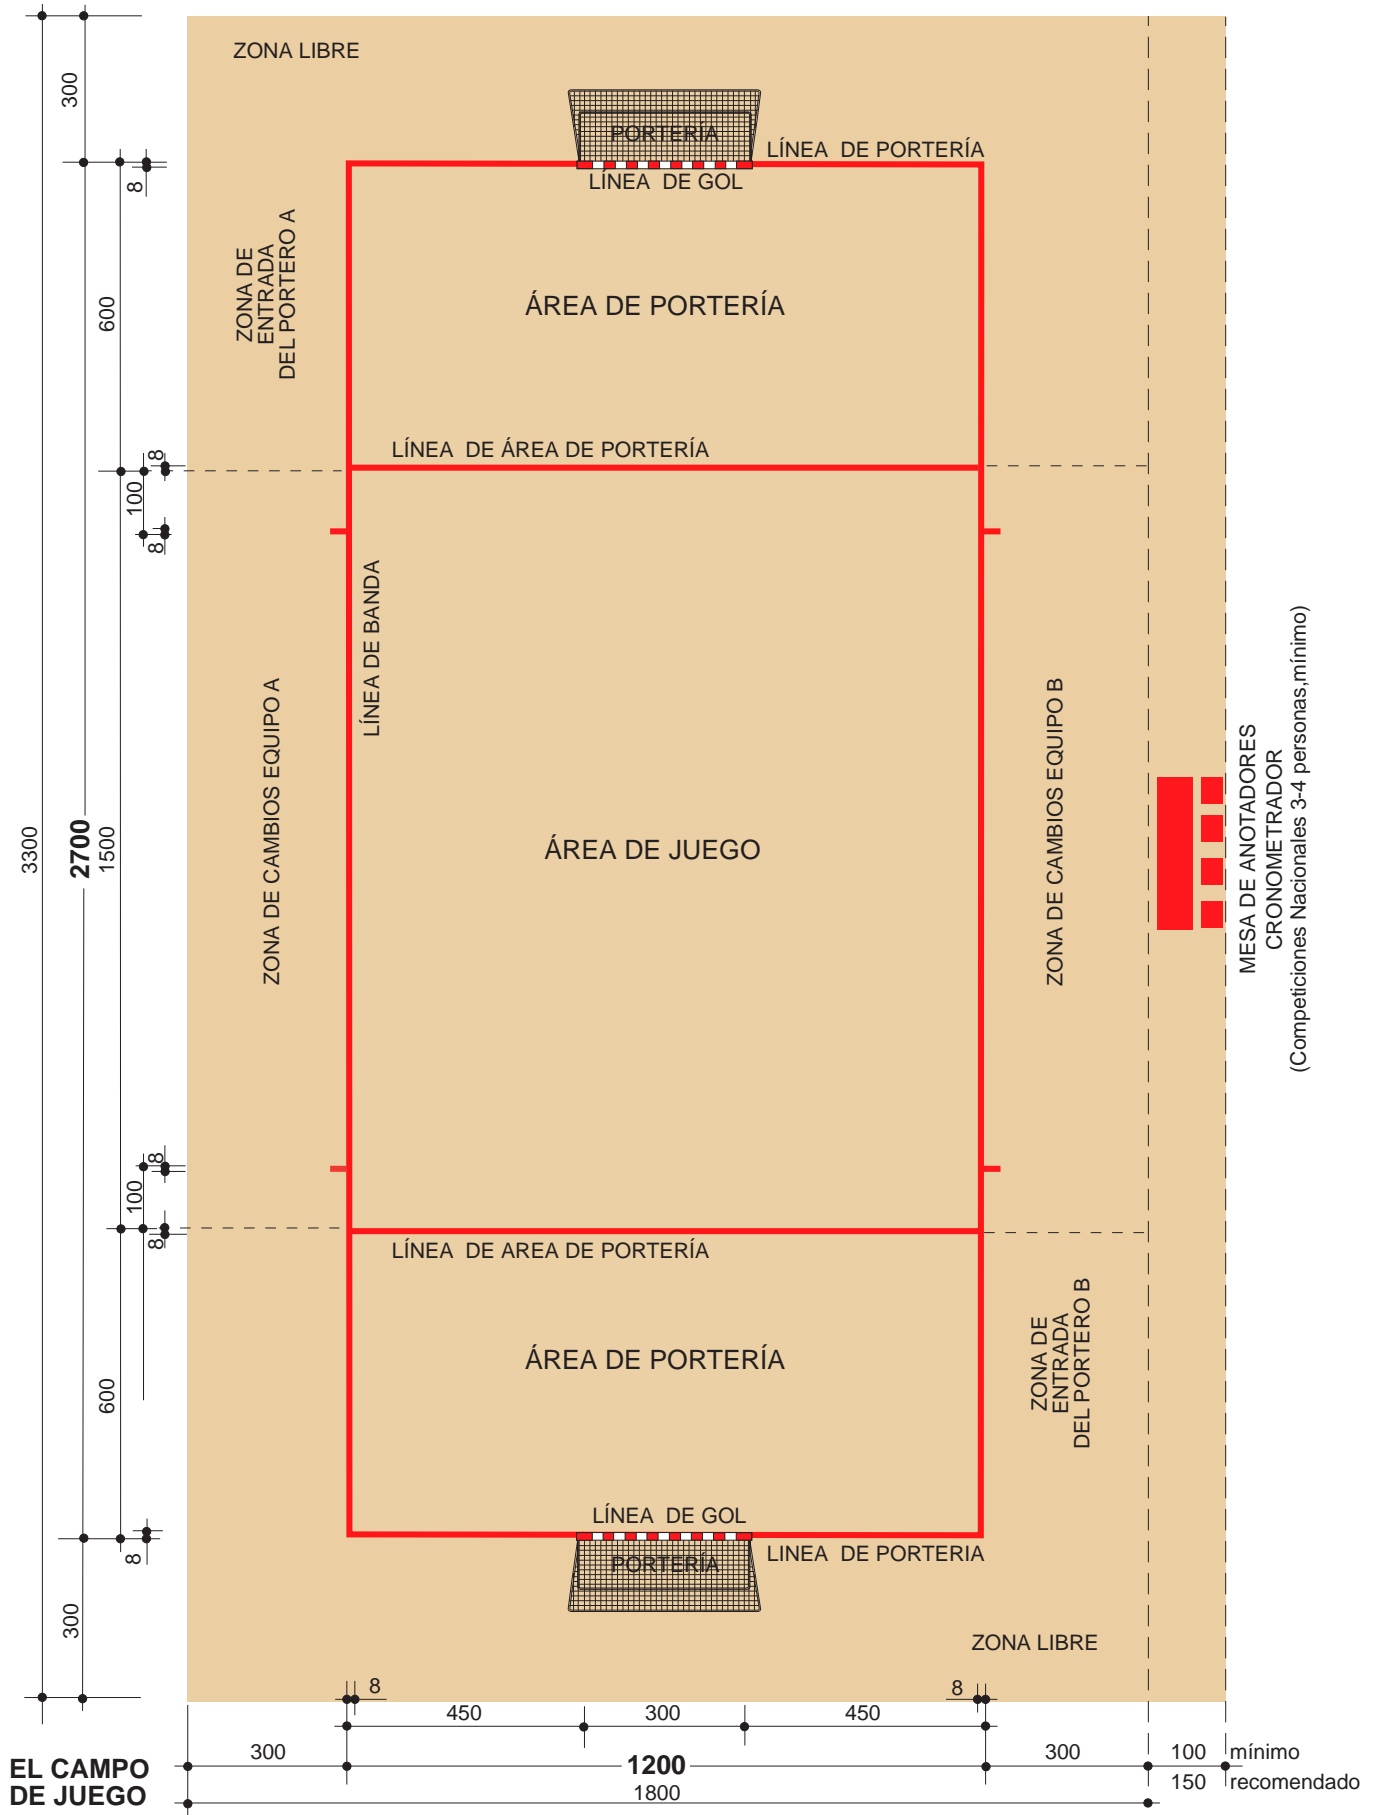 ZONA LIBRE
300
PORTERÍA
LÍNEA  DE PORTERÍA
LÍNEA  DE GOL
8
ZONA DE
ENTRADA
DEL PORTERO A
ÁREA DE PORTERÍA
600
LÍNEA  DE ÁREA DE PORTERÍA
8
100
8
LÍNEA DE BANDA
ZONA DE CAMBIOS EQUIPO A
ZONA DE CAMBIOS EQUIPO B
3300
2700
1500
ÁREA DE JUEGO
MESA DE ANOTADORES
CRONOMETRADOR
(Competiciones Nacionales 3-4 personas,mínimo)
8
100
8
LÍNEA  DE AREA DE PORTERÍA
ÁREA DE PORTERÍA
ZONA DE
ENTRADA
DEL PORTERO B
600
LÍNEA  DE GOL
8
PORTERÍA
LINEA  DE PORTERIA
300
ZONA LIBRE
8
8
450
300
450
300
1200
300
100
mínimo
150
recomendado
1800
EL CAMPO
DE JUEGO